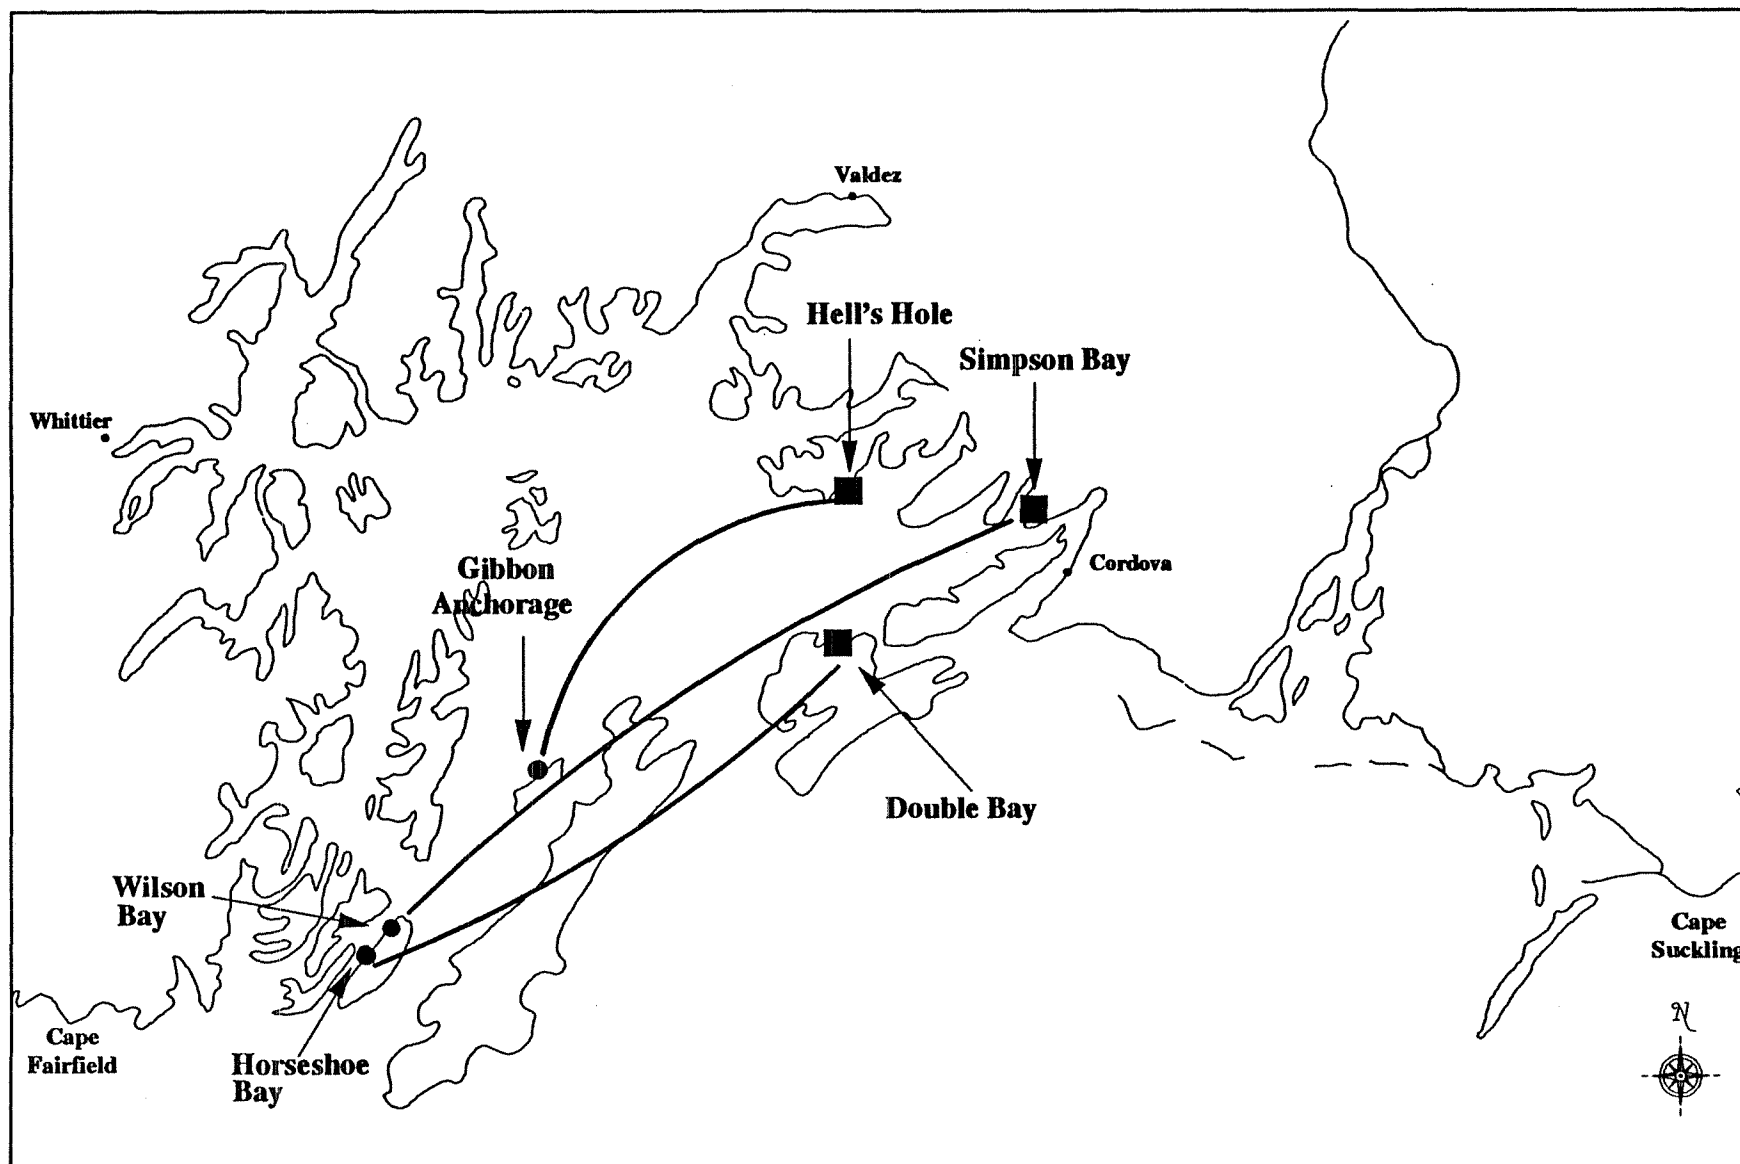 Valdez
Hell's Hole
Simpson Bay
Whittier
Gibbon
Anchorage
Cordova
Double Bay
Wilson
Bay
Cape
Suckling
N
Cape
Fairfield
Horseshoe
Bay